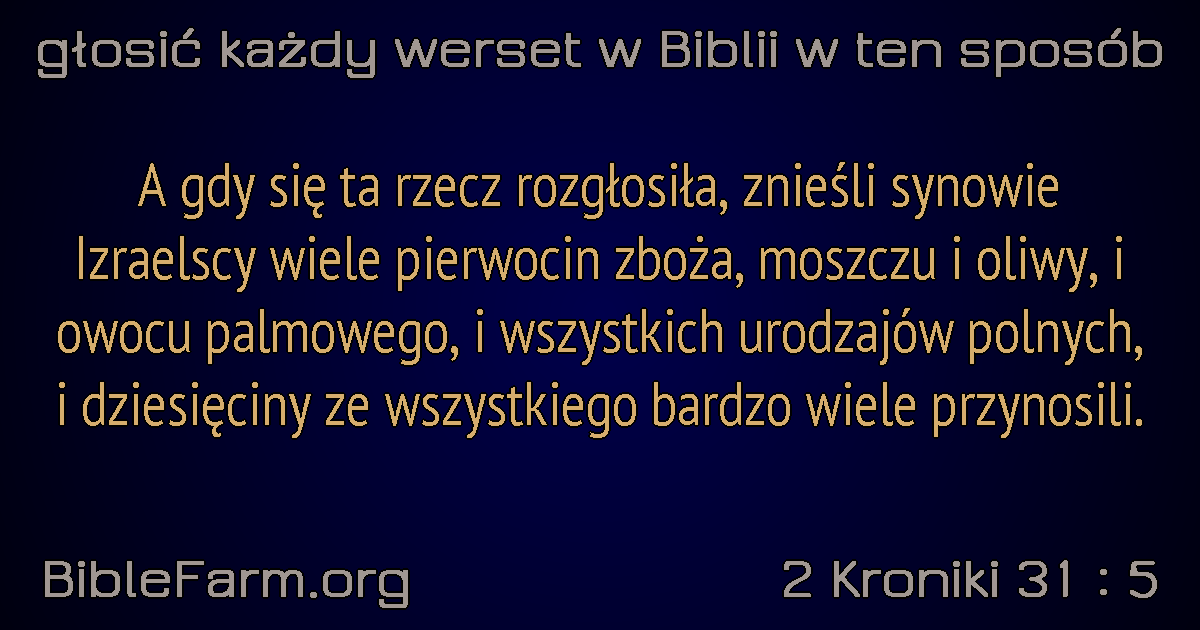 głosić każdy werset w Biblii w ten sposób
A gdy się ta rzecz rozgłosiła, znieśli synowie
Izraelscy wiele pierwocin zboża, moszczu i oliwy, i
owocu palmowego, i wszystkich urodzajów polnych,
i dziesięciny ze wszystkiego bardzo wiele przynosili.
BibleFarm.org
2 Kroniki 31 : 5